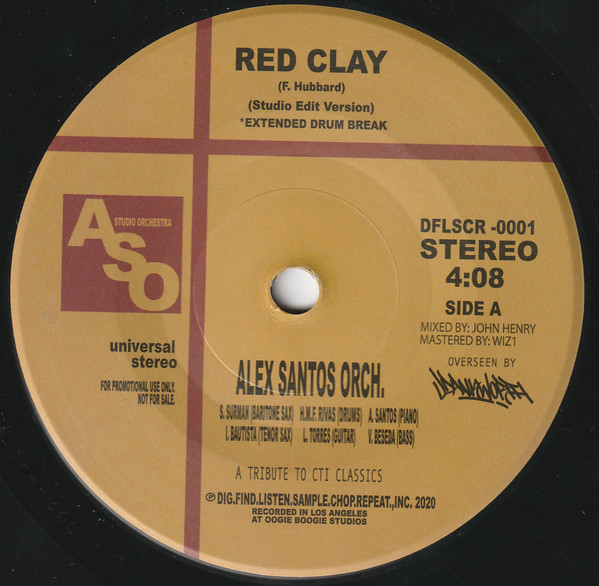 RED CLAY
(F. Hubbard)
(Studio Edit Version)
*EXTENDED DRUM BREAK
ASO
STUDIO ORCHESTRA
universal
stereo
FOR PROMOTIONAL USE ONLY.
NOT FOR SALE.
DFLSCR -0001
STEREO
4:08
SIDE A
MIXED BY: JOHN HENRY
MASTERED BY: WIZ1
OVERSEEN BY
ALEX SANTOS ORCH.
S. SURMAN (BARITONE SAX) H.M.F. RIVAS (DRUMS) A. SANTOS (PIANO)
I. BAUTISTA (TENOR SAX) L. TORRES (GUITAR) V. BESEDA (BASS)
A TRIBUTE TO CTI CLASSICS
℗ DIG.FIND.LISTEN.SAMPLE.CHOP.REPEAT.,INC. 2020
RECORDED IN LOS ANGELES
AT OOGIE BOOGIE STUDIOS